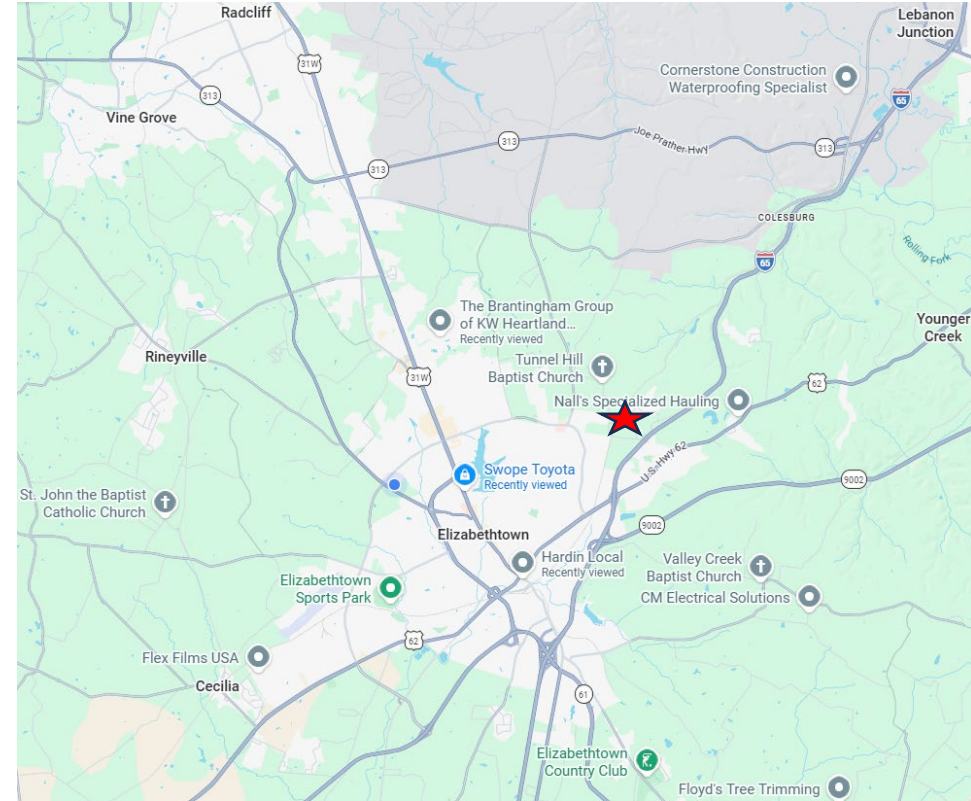 Radcliff
Lebanon
Junction
31W
Cornerstone Construction
Waterproofing Specialist
65
313
Vine Grove
Joe Prather Hwy
313
313
313
COLESBURG
Rolling Fork
65
The Brantingham Group
of KW Heartland...
Recently viewed
Younger
Creek
Rineyville
Tunnel Hill
Baptist Church
31W
62
Nall's Specialized Hauling
U.S. Hwy 62
Swope Toyota
Recently viewed
9002
St. John the Baptist
Catholic Church
9002
Elizabethtown
Hardin Local
Recently viewed
Valley Creek
Baptist Church
CM Electrical Solutions
Elizabethtown
Sports Park
62
Flex Films USA
Cecilia
61
Elizabethtown
Country Club
Floyd's Tree Trimming